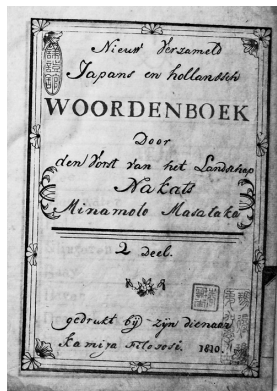 Nieuw Verzameld
Japans en hollandsch
WOORDENBOEK
Door
den Vorst van het Landschap
Nakats
Minamoto Masataka
2 deel.
gedrukt bij zijn dienaar
Kamija Filojosi. 1810.